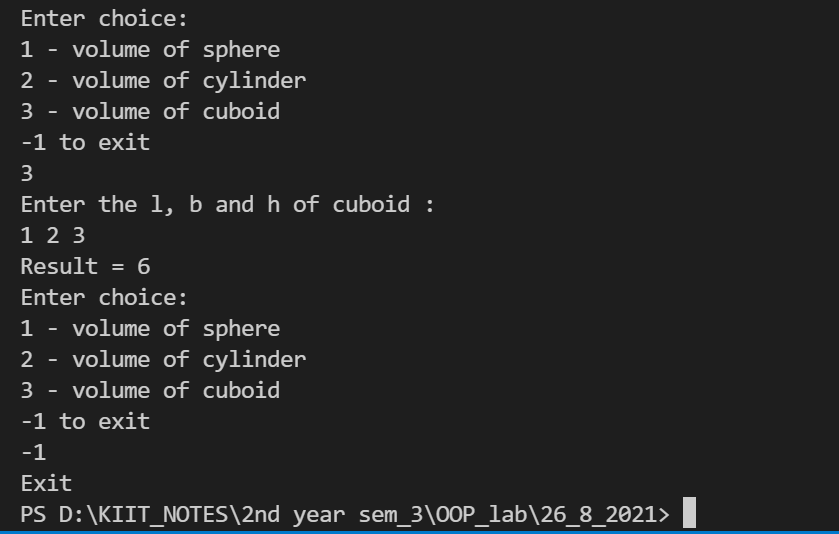 Enter choice:
1 - volume of sphere
2 - volume of cylinder
3 - volume of cuboid
-1 to exit
3
Enter the l, b and h of cuboid :
1 2 3
Result = 6
Enter choice:
1 - volume of sphere
2 - volume of cylinder
3 - volume of cuboid
-1 to exit
-1
Exit
PS D:\KIIT_NOTES\2nd year sem_3\OOP_lab\26_8_2021>